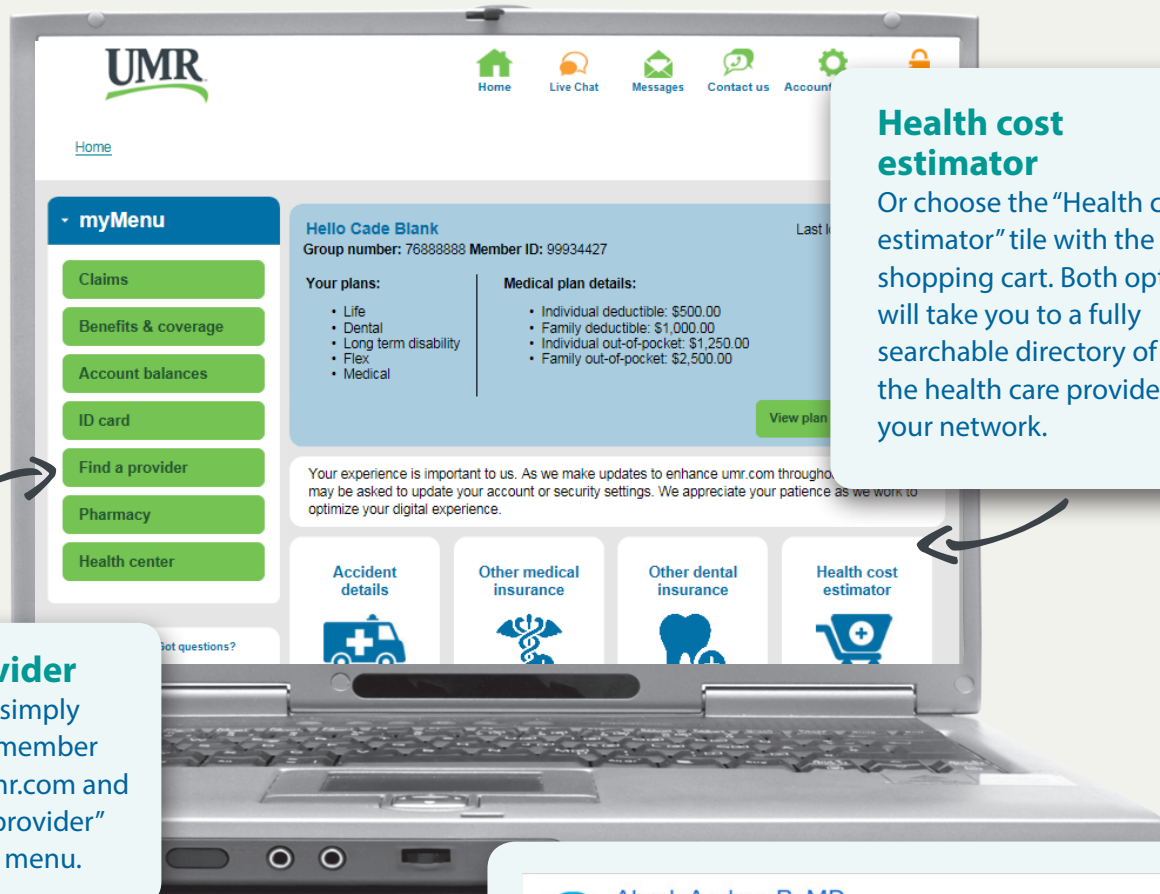 UMR
Home
Live Chat
Messages
Contact us
Account
Home
myMenu
Claims
Benefits & coverage
Account balances
ID card
Find a provider
Pharmacy
Health center
Got questions?
Hello Cade Blank
Last
Group number: 76888888 Member ID: 99934427
Your plans:
• Life
• Dental
• Long term disability
• Flex
• Medical
Medical plan details:
• Individual deductible: $500.00
• Family deductible: $1,000.00
• Individual out-of-pocket: $1,250.00
• Family out-of-pocket: $2,500.00
View plan
Your experience is important to us. As we make updates to enhance umr.com
may be asked to update your account or security settings. We appreciate your patience as we work to
optimize your digital experience.
Accident
details
Other medical
insurance
Other dental
insurance
Health cost
estimator
Health cost
estimator
Or choose the “Health
estimator” tile with the
shopping cart. Both
will take you to a fully
searchable directory of
the health care
your network.
simply
member
and
provider”
menu.
MD